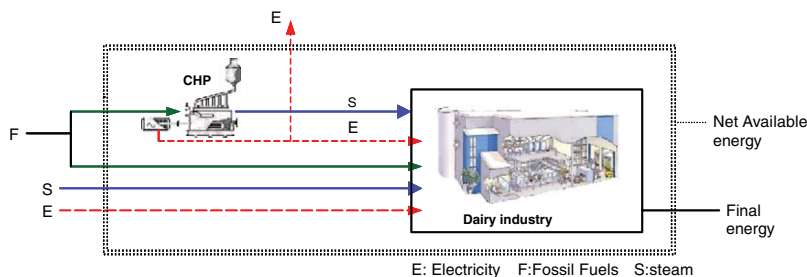 E
CHP
S
E
F
Net Available
energy
S
E
Dairy industry
Final
energy
E: Electricity F:Fossil Fuels S:steam